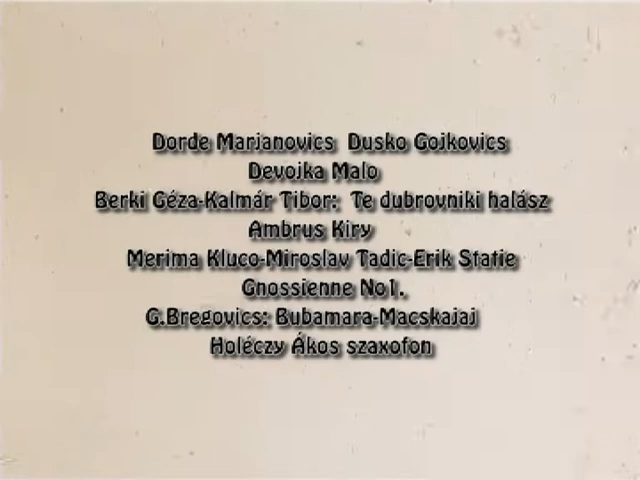 Dorde Marjanovics Dusko Gojkovics
Devojka Malo
Berki Géza-Kalmár Tibor: Te dubrovniki halász
Ambrus Kiry
Merima Kluco-Miroslav Tadic-Erik Statie
Gnossienne No1.
G.Bregovics: Bubamara-Macskajaj
Holéczy Ákos szaxofon